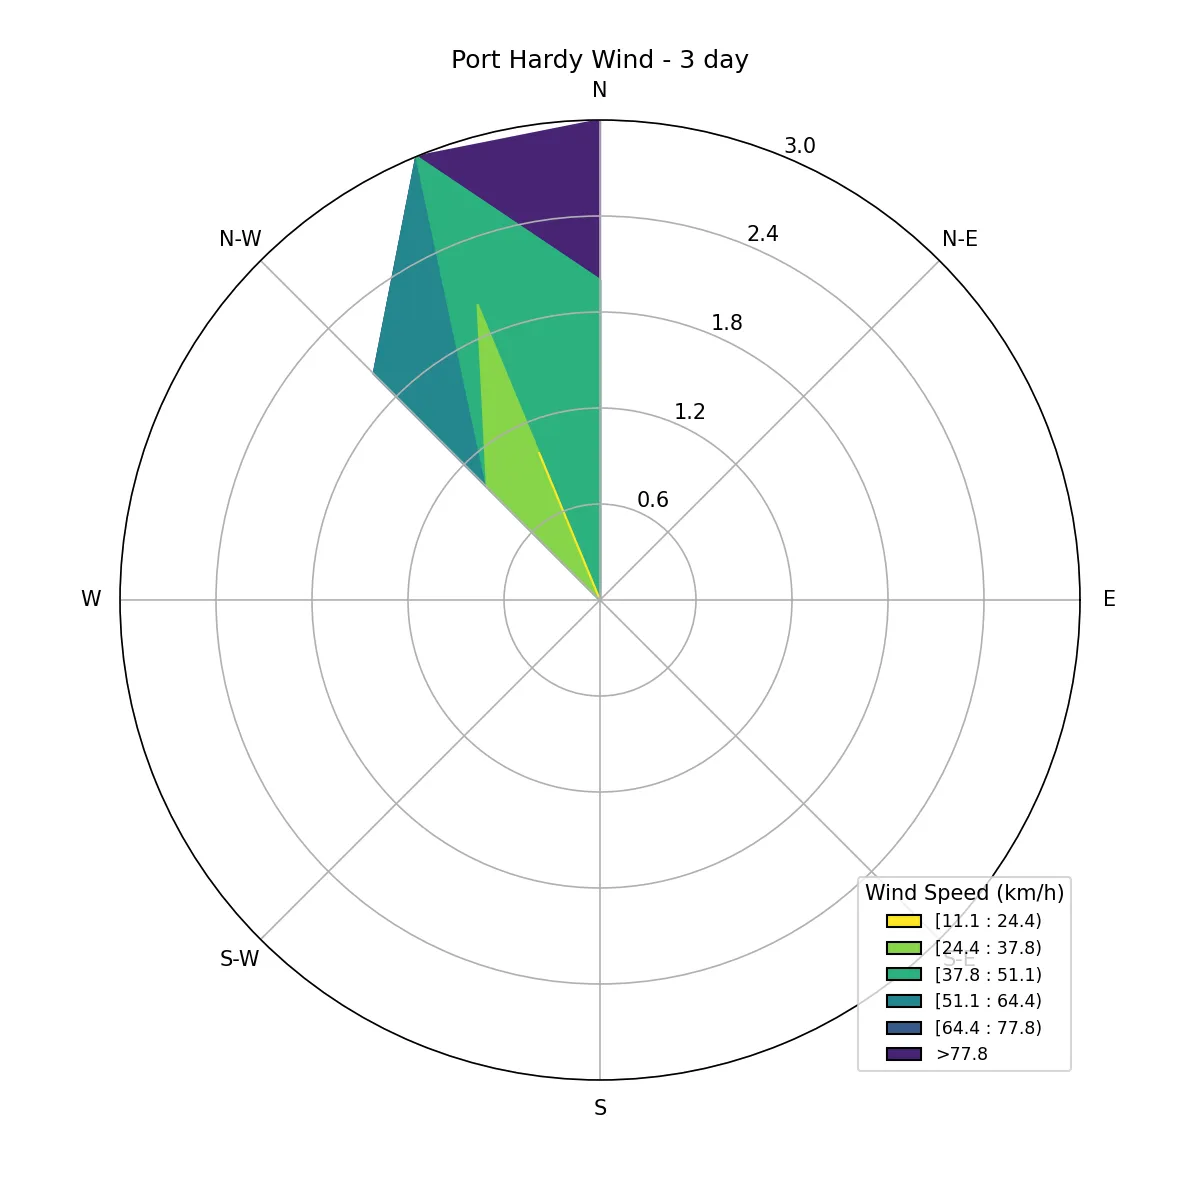 Port Hardy Wind - 3 day
N
3.0
N-W
2.4
N-E
1.8
1.2
0.6
W
E
Wind Speed (km/h)
[11.1 : 24.4)
[24.4 : 37.8)
S-W
S-E
[37.8 : 51.1)
[51.1 : 64.4)
[64.4 : 77.8)
>77.8
S